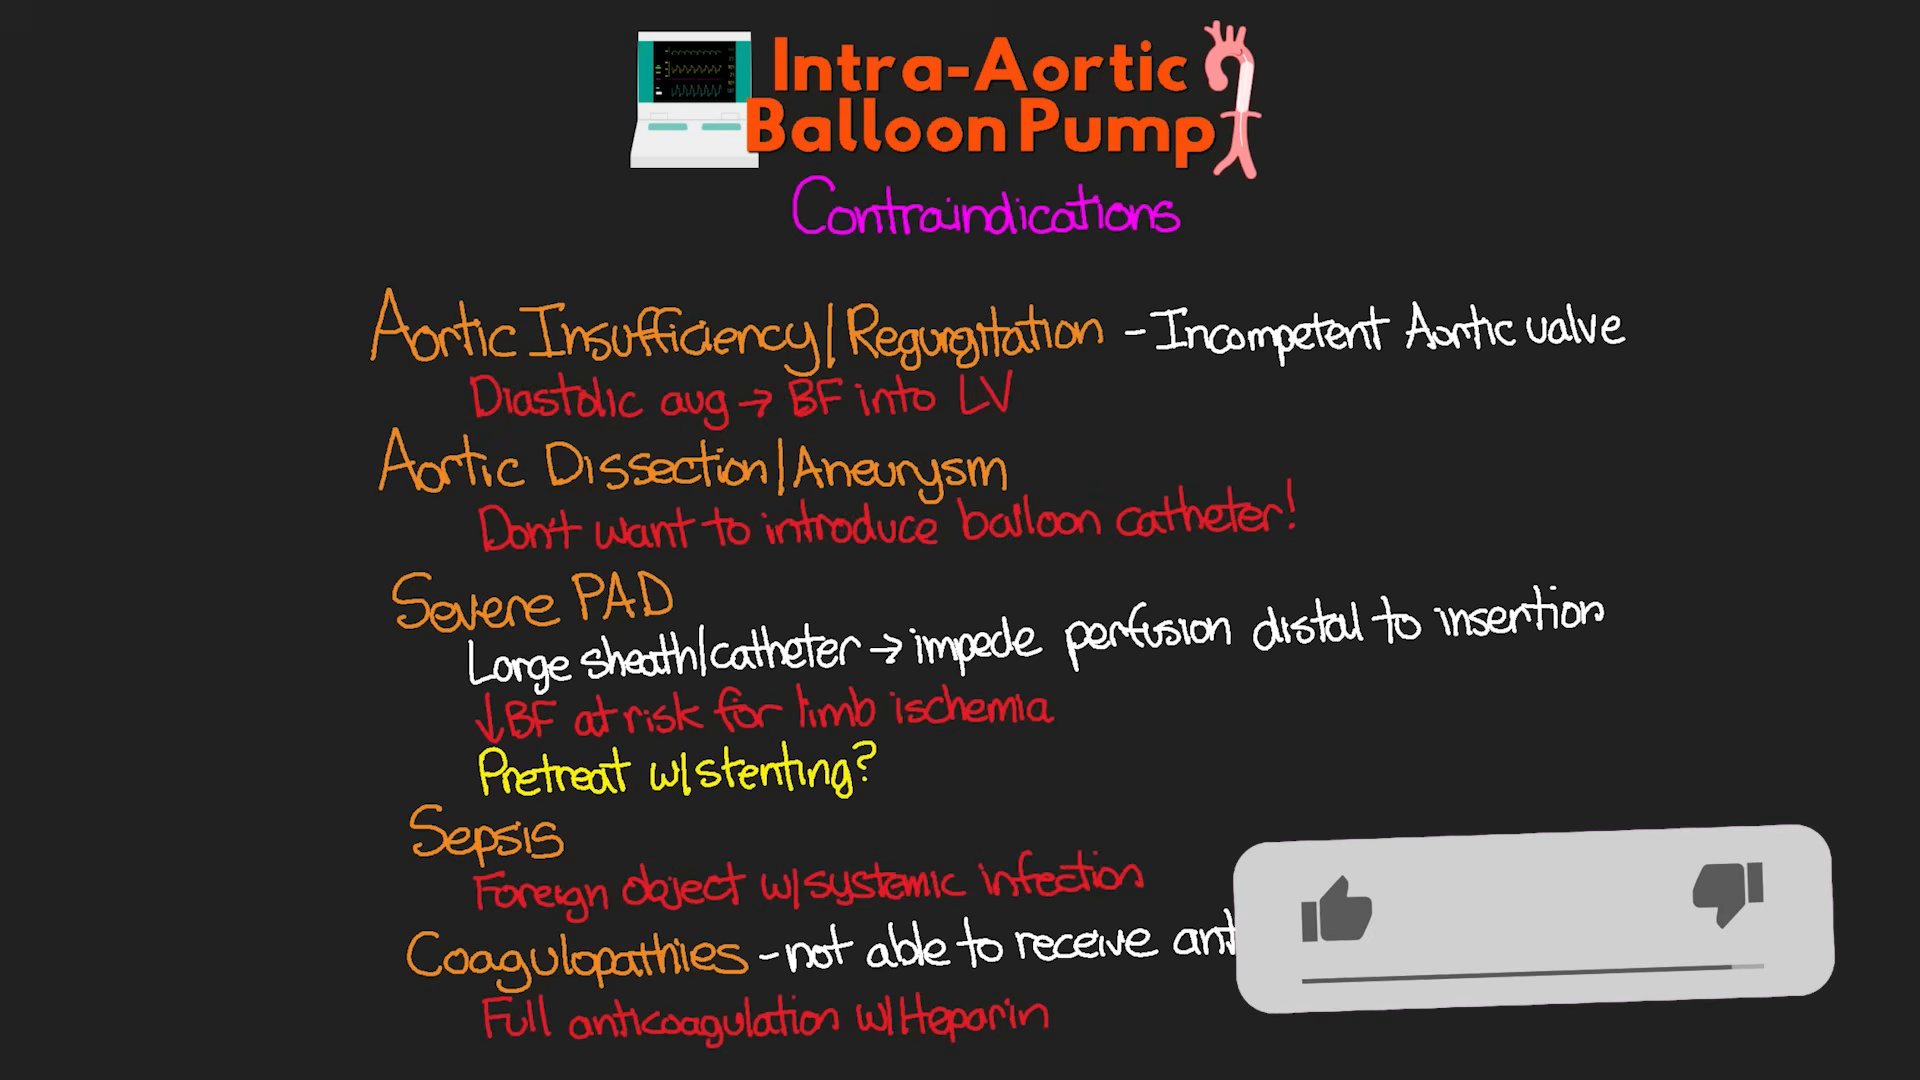 Intra-Aortic
Balloon Pump
Contraindications
Aortic Insufficiency/Regurgitation - Incompetent Aortic valve
Diastolic aug → BF into LV
Aortic Dissection/Aneurysm
Don't want to introduce balloon catheter!
Severe PAD
Large sheath/catheter → impede perfusion distal to insertion
↓BF at risk for limb ischemia
Pretreat w/stenting?
Sepsis
Foreign object w/systemic infection
Coagulopathies - not able to receive
Full anticoagulation w/Heparin